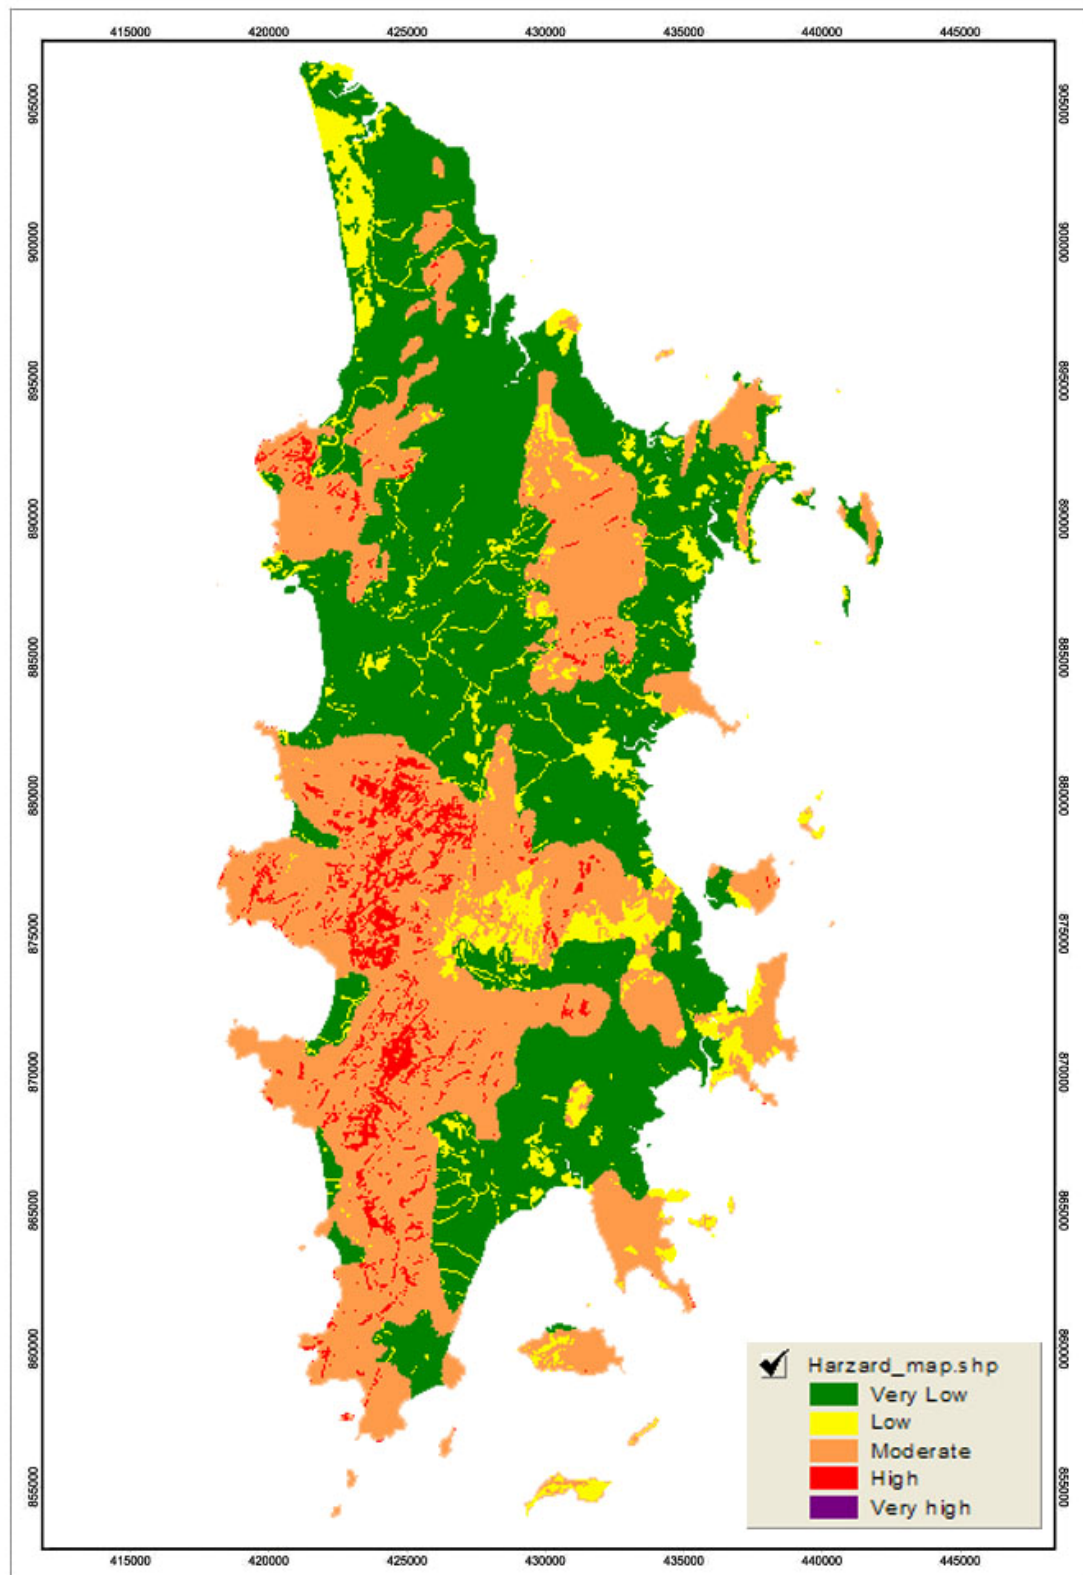 415000 420000 425000 430000 435000 440000 445000
905000 905000
900000 900000
895000 895000
890000 890000
885000 885000
880000 880000
875000 875000
870000 870000
865000 865000
860000 860000
855000 855000
Harzard_map.shp
Very Low
Low
Moderate
High
Very high
415000 420000 425000 430000 435000 440000 445000